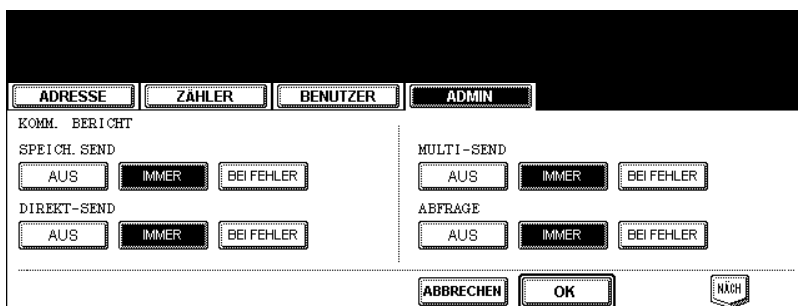 ADRESSE ZÄHLER BENUTZER ADMIN
KOMM. BERICHT
SPEICH. SEND MULTI-SEND
AUS IMMER BEI FEHLER AUS IMMER BEI FEHLER
DIREKT-SEND ABFRAGE
AUS IMMER BEI FEHLER AUS IMMER BEI FEHLER
ABBRECHEN OK NÄCH